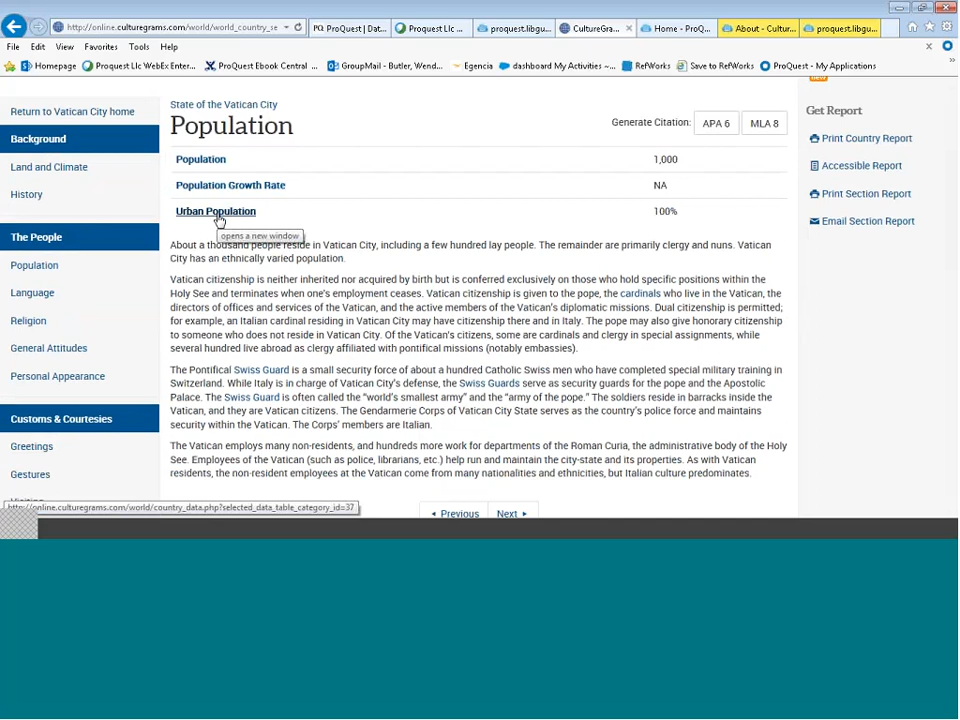 http://online.culturegrams.com/world/world_country_se
PQ ProQuest | Dat...
Proquest Llc ...
proquest.libgu...
CultureGra...
Home - ProQ...
About - Cultur...
proquest.libgu...
File Edit View Favorites Tools Help
Homepage
Proquest Llc WebEx Enter...
ProQuest Ebook Central ...
GroupMail - Butler, Wend...
Egencia
dashboard My Activities ~...
RefWorks
Save to RefWorks
ProQuest - My Applications
Return to Vatican City home
Background
Land and Climate
History
The People
Population
Language
Religion
General Attitudes
Personal Appearance
Customs & Courtesies
Greetings
Gestures
State of the Vatican City
Population
Generate Citation: APA 6 MLA 8
Population 1,000
Population Growth Rate NA
Urban Population 100%
opens a new window
About a thousand people reside in Vatican City, including a few hundred lay people. The remainder are primarily clergy and nuns. Vatican
City has an ethnically varied population.
Vatican citizenship is neither inherited nor acquired by birth but is conferred exclusively on those who hold specific positions within the
Holy See and terminates when one's employment ceases. Vatican citizenship is given to the pope, the cardinals who live in the Vatican, the
directors of offices and services of the Vatican, and the active members of the Vatican's diplomatic missions. Dual citizenship is permitted;
for example, an Italian cardinal residing in Vatican City may have citizenship there and in Italy. The pope may also give honorary citizenship
to someone who does not reside in Vatican City. Of the Vatican's citizens, some are cardinals and clergy in special assignments, while
several hundred live abroad as clergy affiliated with pontifical missions (notably embassies).
The Pontifical Swiss Guard is a small security force of about a hundred Catholic Swiss men who have completed special military training in
Switzerland. While Italy is in charge of Vatican City's defense, the Swiss Guards serve as security guards for the pope and the Apostolic
Palace. The Swiss Guard is often called the "world's smallest army" and the "army of the pope." The soldiers reside in barracks inside the
Vatican, and they are Vatican citizens. The Gendarmerie Corps of Vatican City State serves as the country's police force and maintains
security within the Vatican. The Corps' members are Italian.
The Vatican employs many non-residents, and hundreds more work for departments of the Roman Curia, the administrative body of the Holy
See. Employees of the Vatican (such as police, librarians, etc.) help run and maintain the city-state and its properties. As with Vatican
residents, the non-resident employees at the Vatican come from many nationalities and ethnicities, but Italian culture predominates.
Previous Next
Get Report
Print Country Report
Accessible Report
Print Section Report
Email Section Report
http://online.culturegrams.com/world/country_data.php?selected_data_table_category_id=37